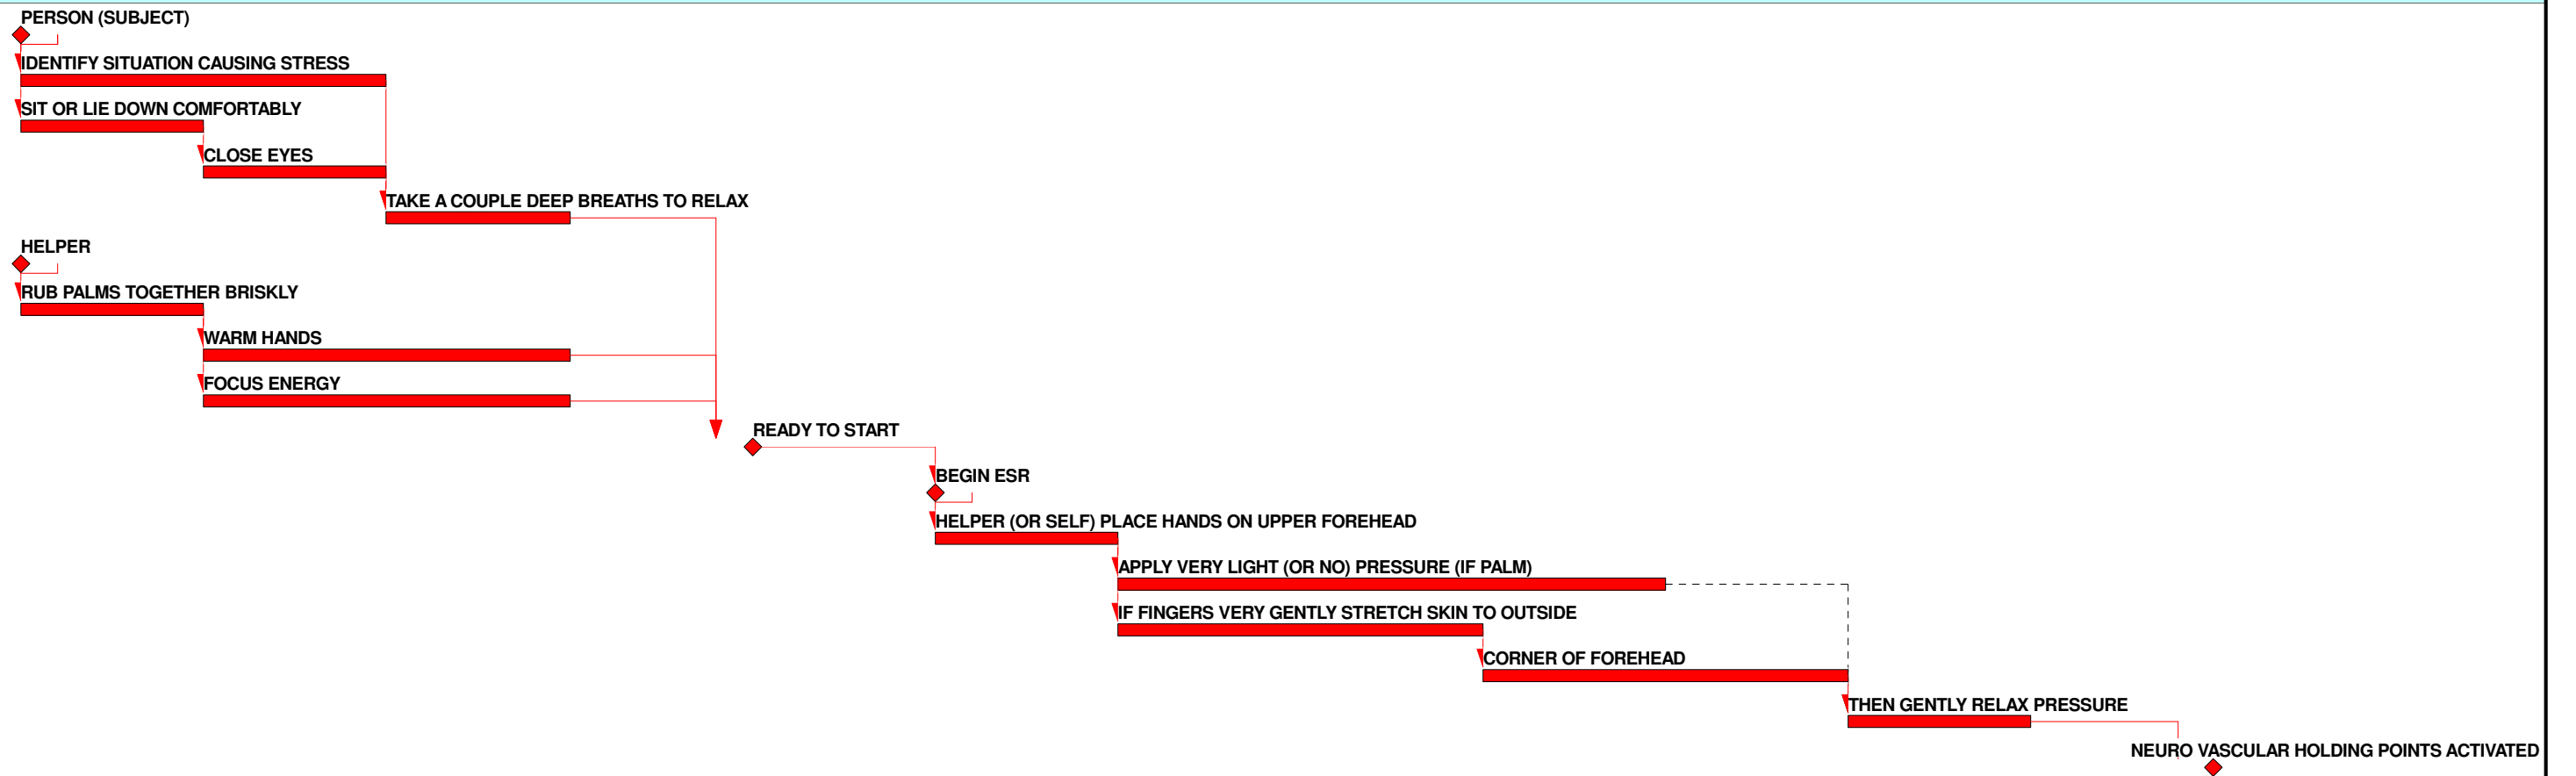 PERSON (SUBJECT)
IDENTIFY SITUATION CAUSING STRESS
SIT OR LIE DOWN COMFORTABLY
CLOSE EYES
TAKE A COUPLE DEEP BREATHS TO RELAX
HELPER
RUB PALMS TOGETHER BRISKLY
WARM HANDS
FOCUS ENERGY
READY TO START
BEGIN ESR
HELPER (OR SELF) PLACE HANDS ON UPPER FOREHEAD
APPLY VERY LIGHT (OR NO) PRESSURE (IF PALM)
IF FINGERS VERY GENTLY STRETCH SKIN TO OUTSIDE
CORNER OF FOREHEAD
THEN GENTLY RELAX PRESSURE
NEURO VASCULAR HOLDING POINTS ACTIVATED